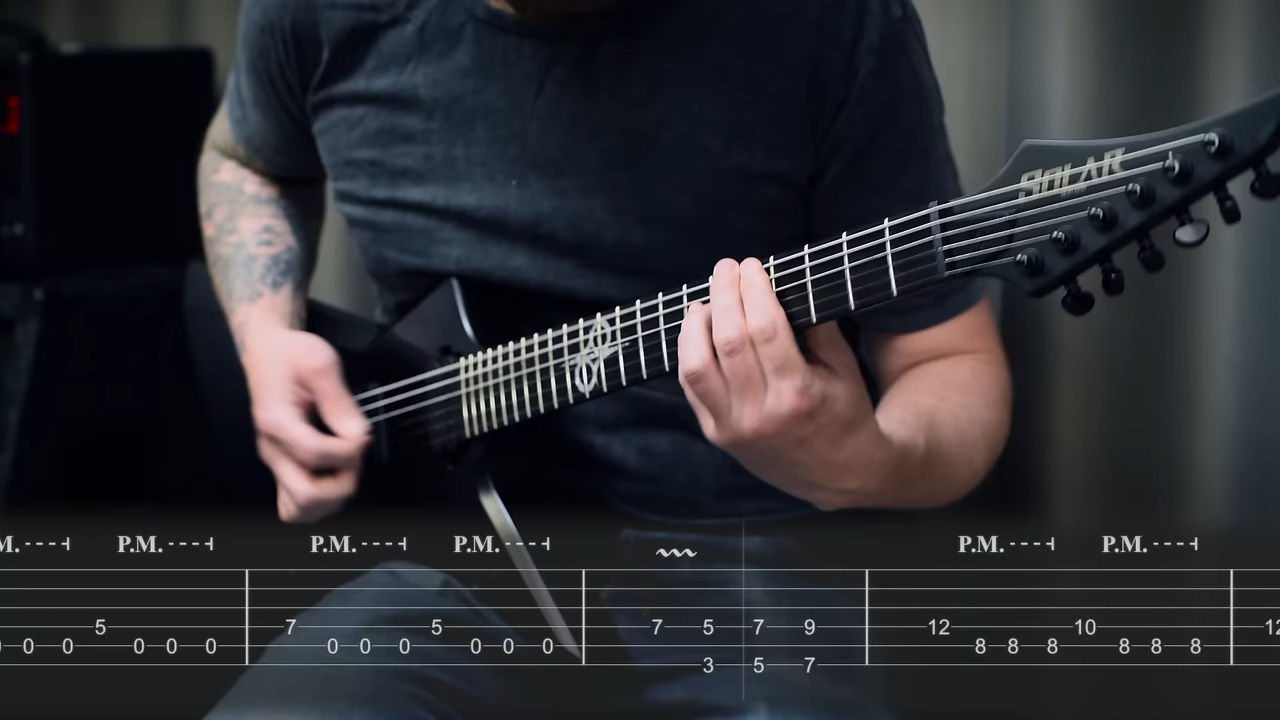 SOLAR
M.----| P.M.----| P.M.----| P.M.----| P.M.----| P.M.----|
5 7 5 7 5 7 9 12 10 12
0 0 0 0 0 0 0 0 0 0 0 0 8 8 8 8 8 8
3 5 7